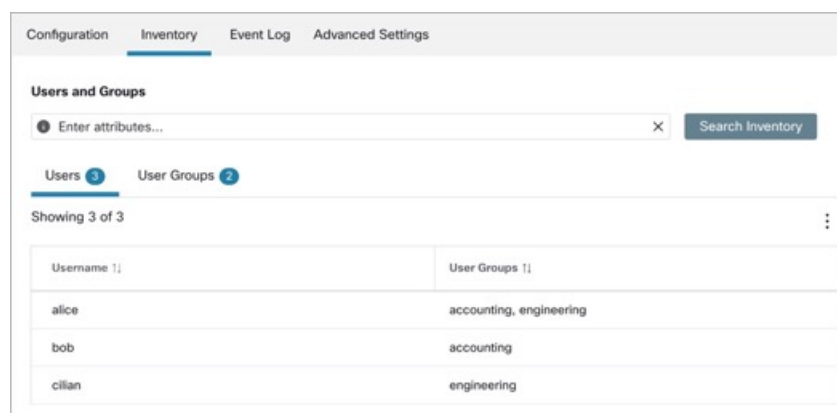 Configuration Inventory Event Log Advanced Settings
Users and Groups
Enter attributes... Search Inventory
Users 3 User Groups 2
Showing 3 of 3
Username User Groups
alice accounting, engineering
bob accounting
cilian engineering